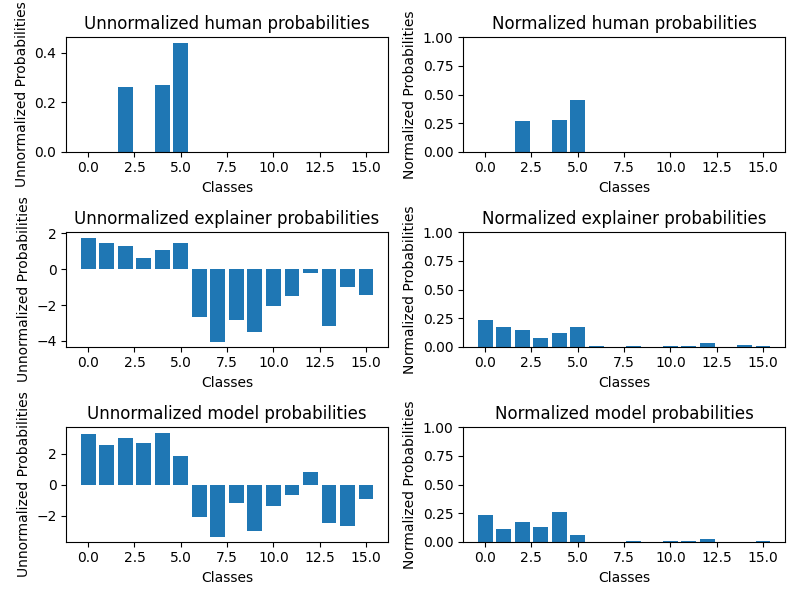 Unnormalized human probabilities
Unnormalized Probabilities
0.4
0.2
0.0
0.0 2.5 5.0 7.5 10.0 12.5 15.0
Classes
Normalized human probabilities
Normalized Probabilities
1.00
0.75
0.50
0.25
0.00
0.0 2.5 5.0 7.5 10.0 12.5 15.0
Classes
Unnormalized explainer probabilities
Unnormalized Probabilities
2
0
−2
−4
0.0 2.5 5.0 7.5 10.0 12.5 15.0
Classes
Normalized explainer probabilities
Normalized Probabilities
1.00
0.75
0.50
0.25
0.00
0.0 2.5 5.0 7.5 10.0 12.5 15.0
Classes
Unnormalized model probabilities
Unnormalized Probabilities
2
0
−2
0.0 2.5 5.0 7.5 10.0 12.5 15.0
Classes
Normalized model probabilities
Normalized Probabilities
1.00
0.75
0.50
0.25
0.00
0.0 2.5 5.0 7.5 10.0 12.5 15.0
Classes